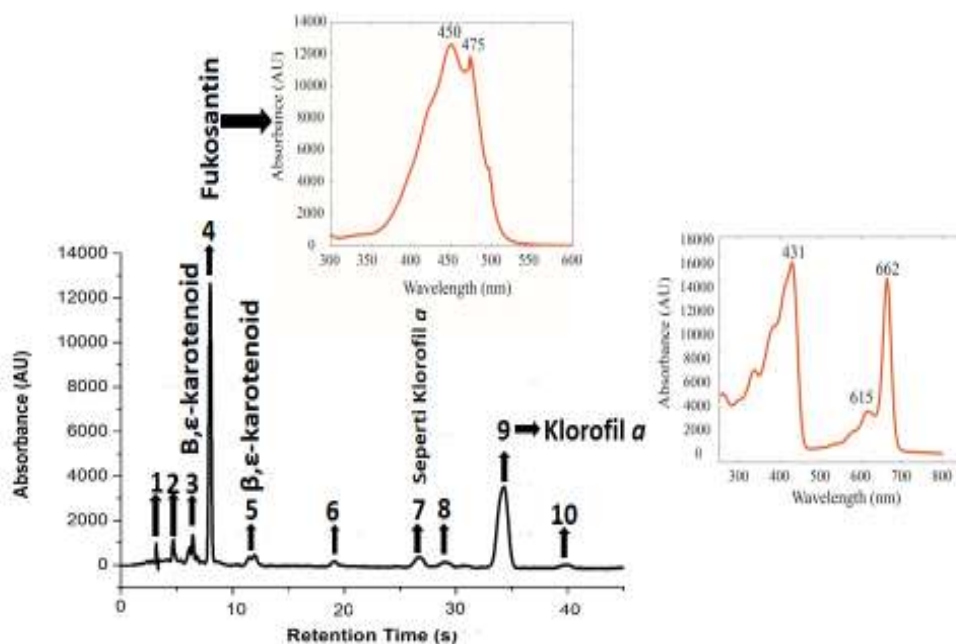 14000
12000
10000
8000
6000
4000
2000
0
Absorbance (AU)
450
475
300 350 400 450 500 550 600
Wavelength (nm)
Fukosantin
18000
16000
14000
12000
10000
8000
6000
4000
2000
0
Absorbance (AU)
431
615
662
300 400 500 600 700 800
Wavelength (nm)
14000
12000
10000
8000
6000
4000
2000
0
Absorbance (AU)
1
2
3
Β,ε-karotenoid
4
5
β,ε-karotenoid
6
7
Seperti Klorofil a
8
9 Klorofil a
10
0 10 20 30 40
Retention Time (s)